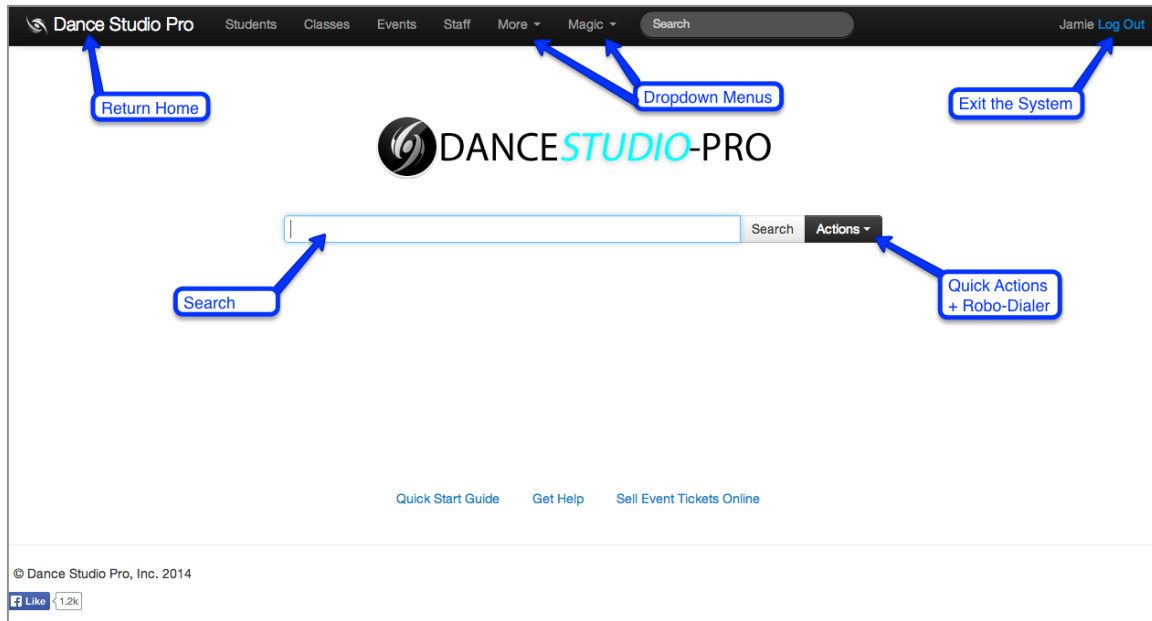 Dance Studio Pro Students Classes Events Staff More Magic Search Jamie Log Out
Return Home
Dropdown Menus
Exit the System
DANCESTUDIO-PRO
Search Actions
Search
Quick Actions
+ Robo-Dialer
Quick Start Guide Get Help Sell Event Tickets Online
© Dance Studio Pro, Inc. 2014
Like 1.2k